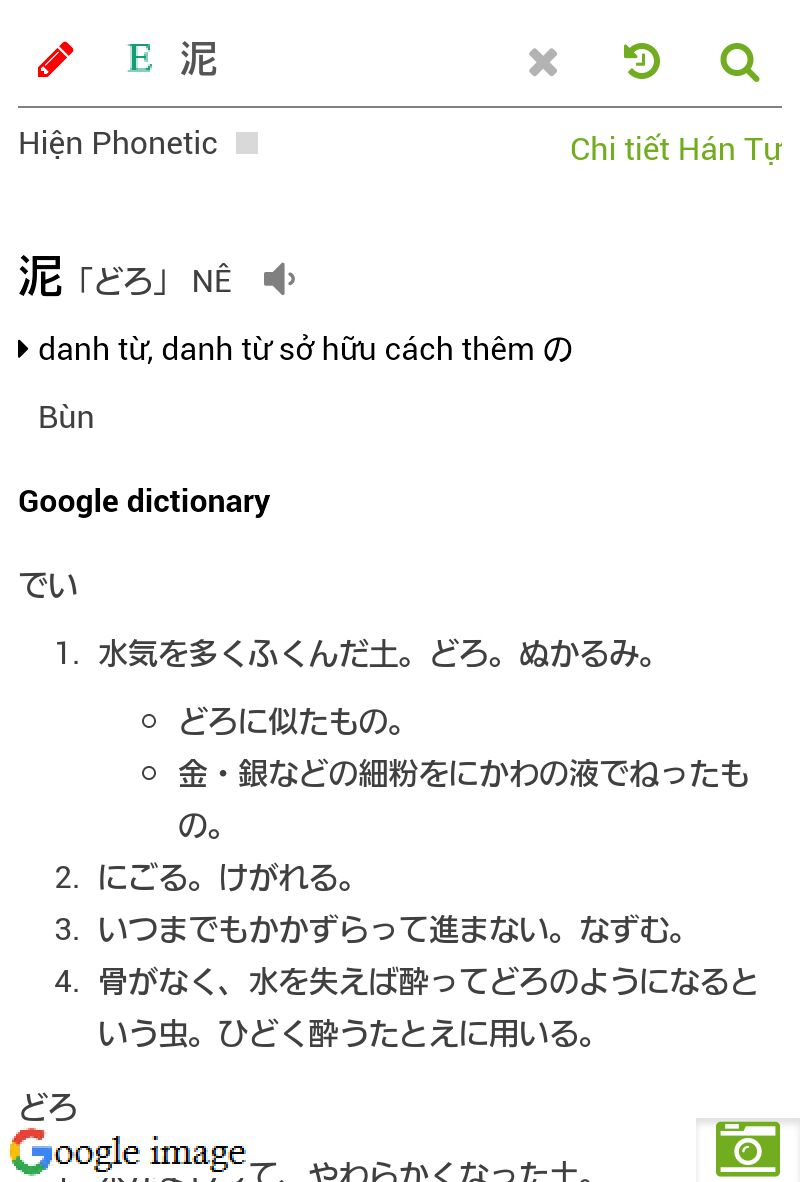 E 泥
Hiện Phonetic
Chi tiết Hán Tự
泥「どろ」 NÊ
danh từ, danh từ sở hữu cách thêm の
Bùn
Google dictionary
でい
1. 水気を多くふくんだ土。どろ。ぬかるみ。
どろに似たもの。
金・銀などの細粉をにかわの液でねったも
の。
2. にごる。けがれる。
3. いつまでもかかずらって進まない。なずむ。
4. 骨がなく、水を失えば酔ってどろのようになると
いう虫。ひどく酔うたとえに用いる。
どろ
Google image
て、やわらかくなった土。